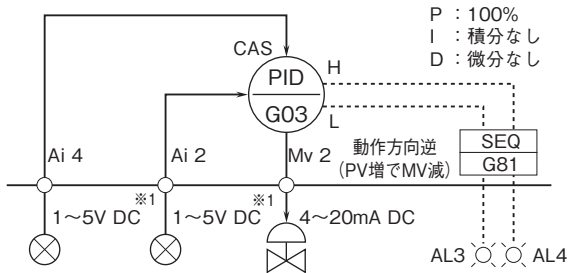 P ：100%
I ：積分なし
D ：微分なし
CAS
PID
G03
H
L
Ai 4
Ai 2
Mv 2
動作方向逆
(PV増でMV減)
SEQ
G81
※1
※1
1～5V DC
1～5V DC
4～20mA DC
AL3
AL4